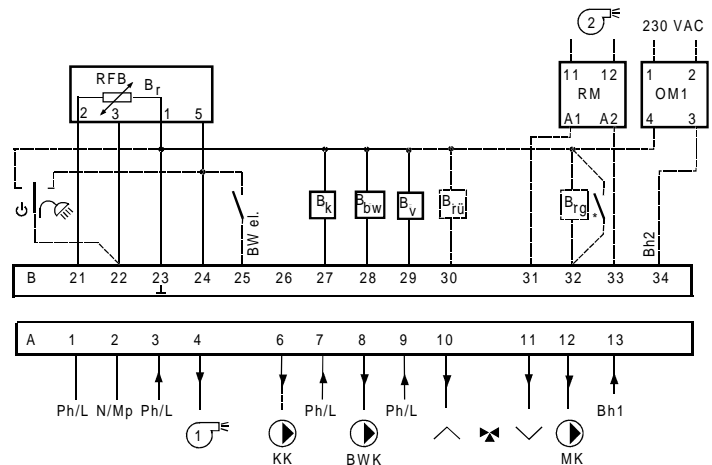 2 230 VAC
RFB Br
2 3 1 5
11 12
RM
A1 A2
1 2
OM1
4 3
BW el.
Bk
Bbw
Bv
Brü
Brg
*
Bh2
B 21 22 23 24 25 26 27 28 29 30 31 32 33 34
A 1 2 3 4 6 7 8 9 10 11 12 13
Ph/L N/Mp Ph/L Ph/L Ph/L Bh1
1
KK BWK MK